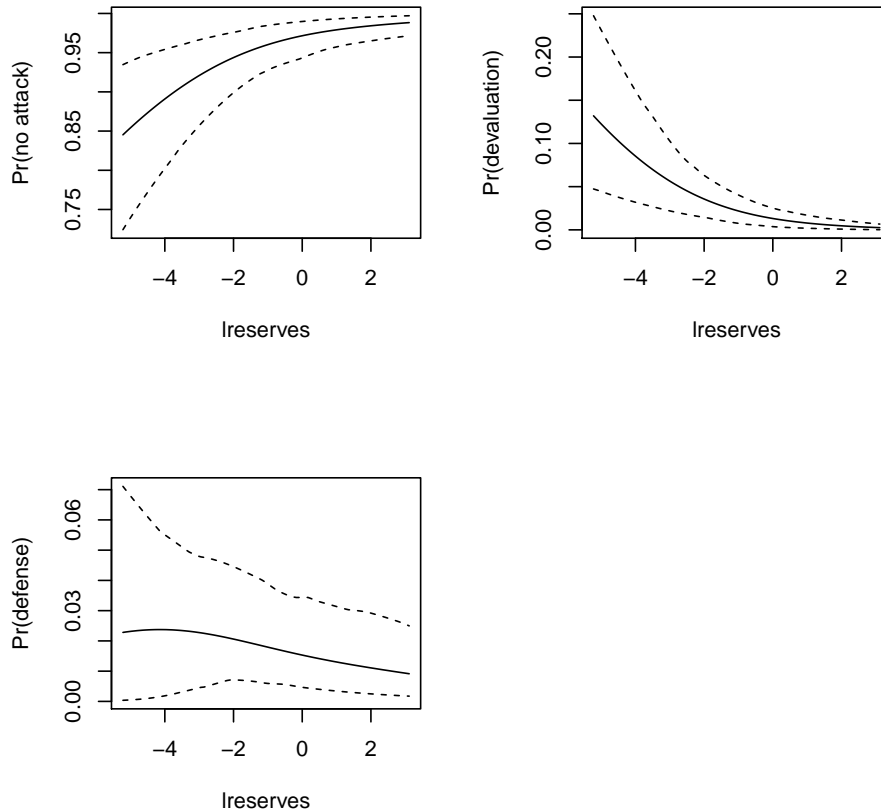 Pr(no attack)
0.95
0.85
0.75
−4 −2 0 2
lreserves
Pr(devaluation)
0.20
0.10
0.00
−4 −2 0 2
lreserves
Pr(defense)
0.06
0.03
0.00
−4 −2 0 2
lreserves